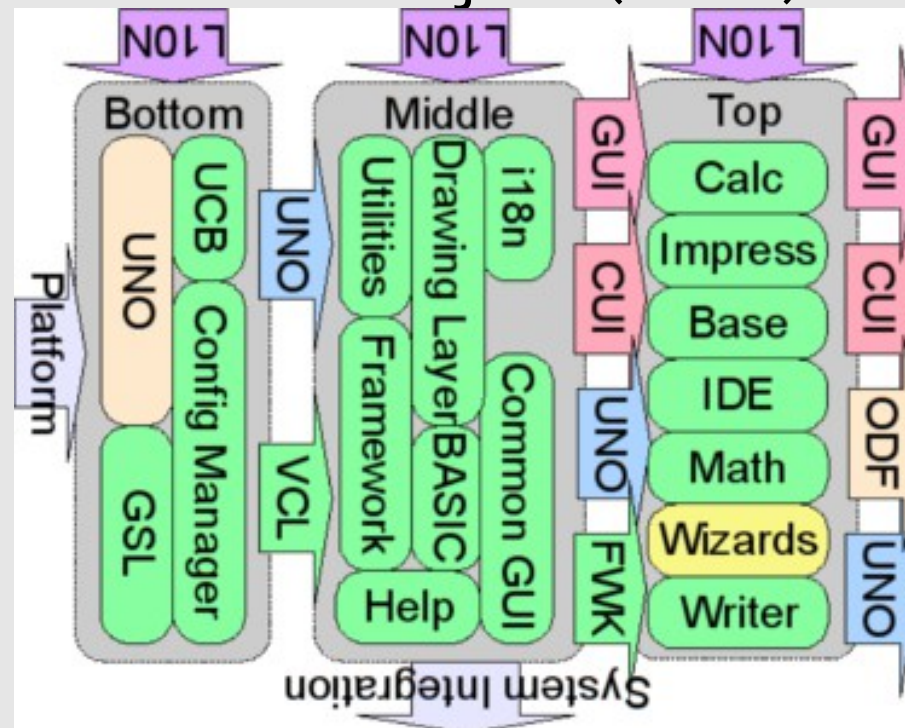 L10N
L10N
L10N
Bottom
Middle
Top
Platform
UNO
UCB
Config Manager
GSL
UNO
VCL
Utilities
Drawing Layer
i18n
Framework
BASIC
Common GUI
Help
GUI
CUI
UNO
FWK
Calc
Impress
Base
IDE
Math
Wizards
Writer
GUI
CUI
ODF
UNO
System Integration